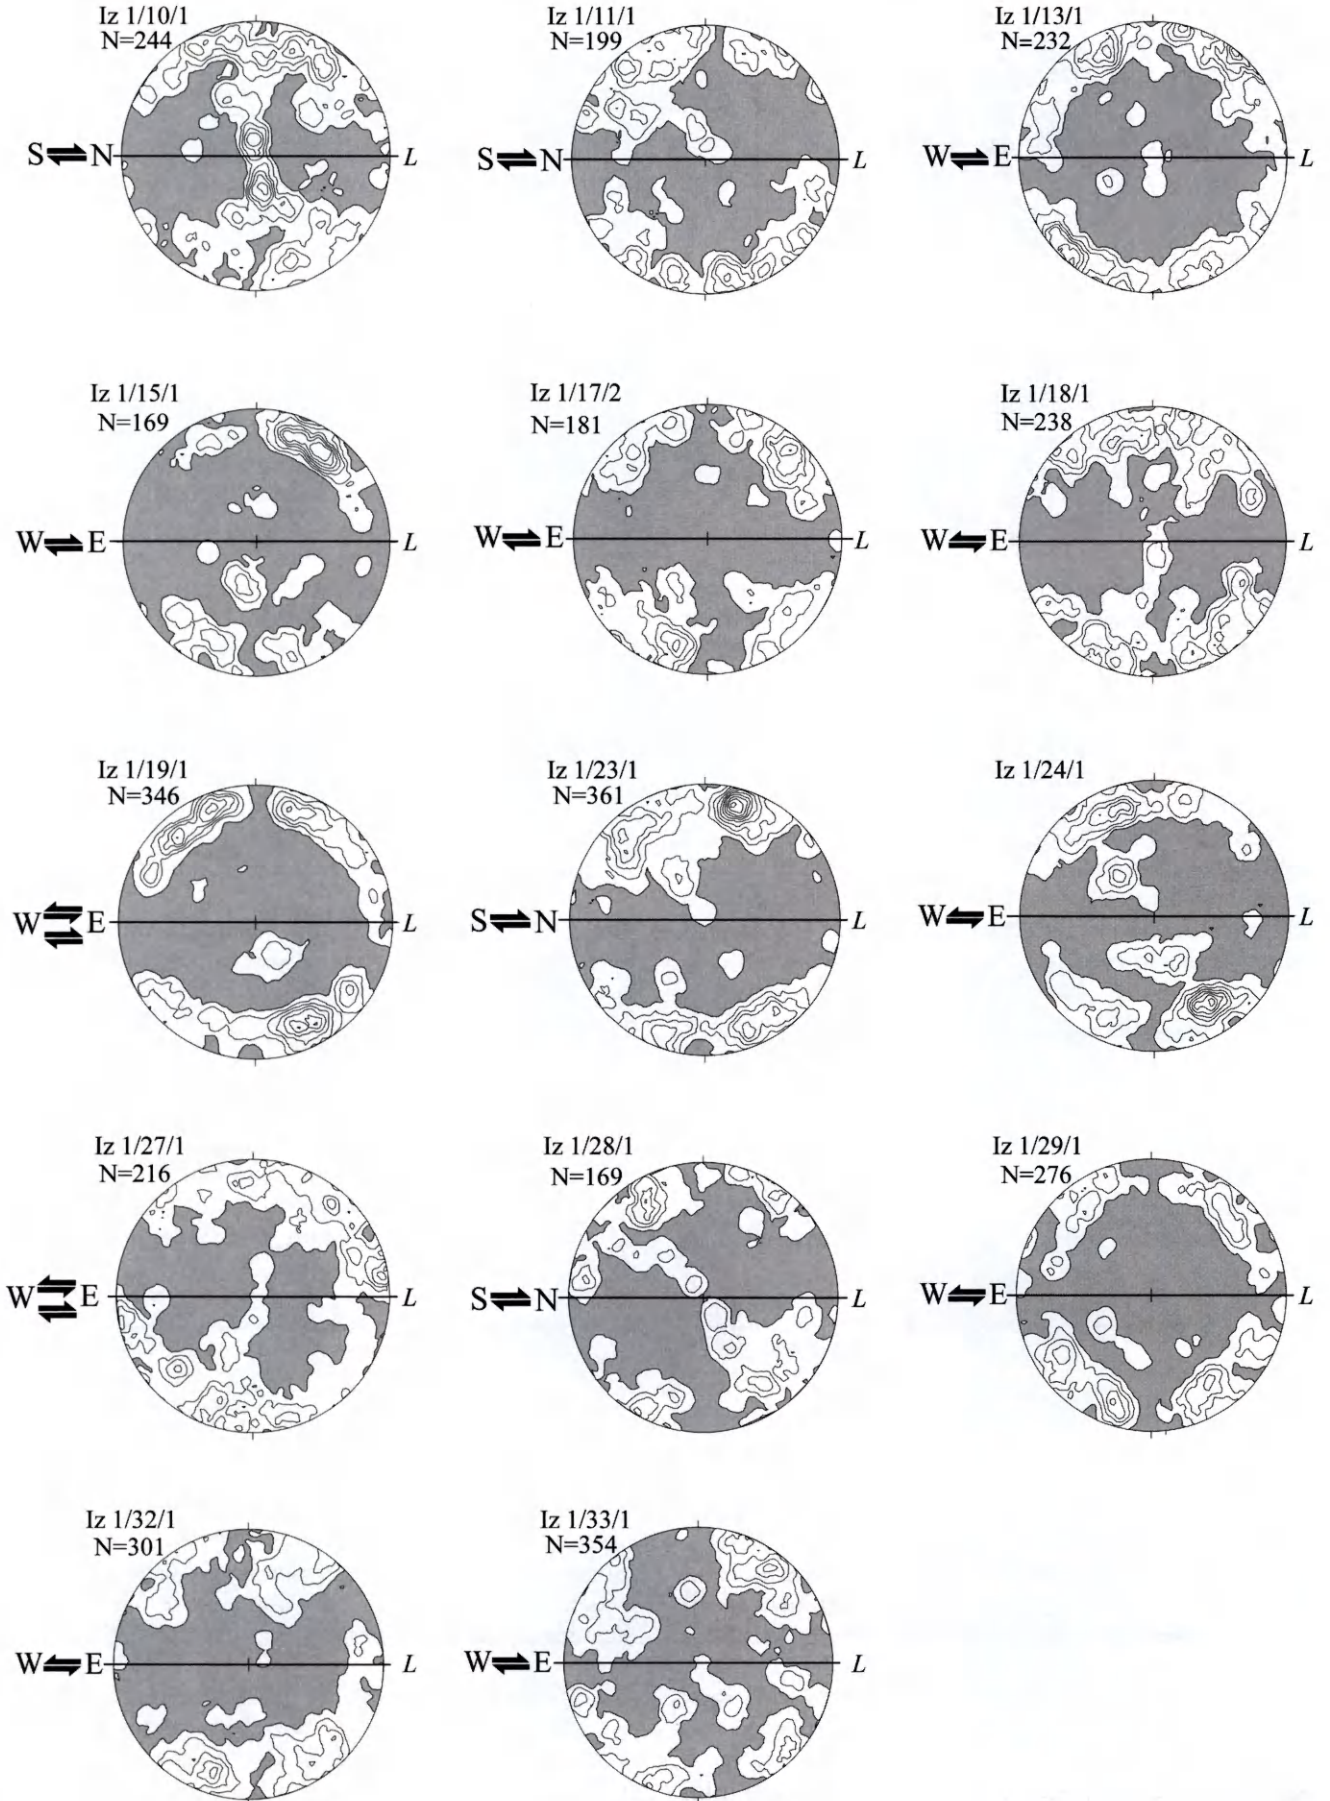 Iz 1/10/1
N=244
S N L
Iz 1/11/1
N=199
S N L
Iz 1/13/1
N=232
W E L
Iz 1/15/1
N=169
W E L
Iz 1/17/2
N=181
W E L
Iz 1/18/1
N=238
W E L
Iz 1/19/1
N=346
W E L
Iz 1/23/1
N=361
S N L
Iz 1/24/1
W E L
Iz 1/27/1
N=216
W E L
Iz 1/28/1
N=169
S N L
Iz 1/29/1
N=276
W E L
Iz 1/32/1
N=301
W E L
Iz 1/33/1
N=354
W E L